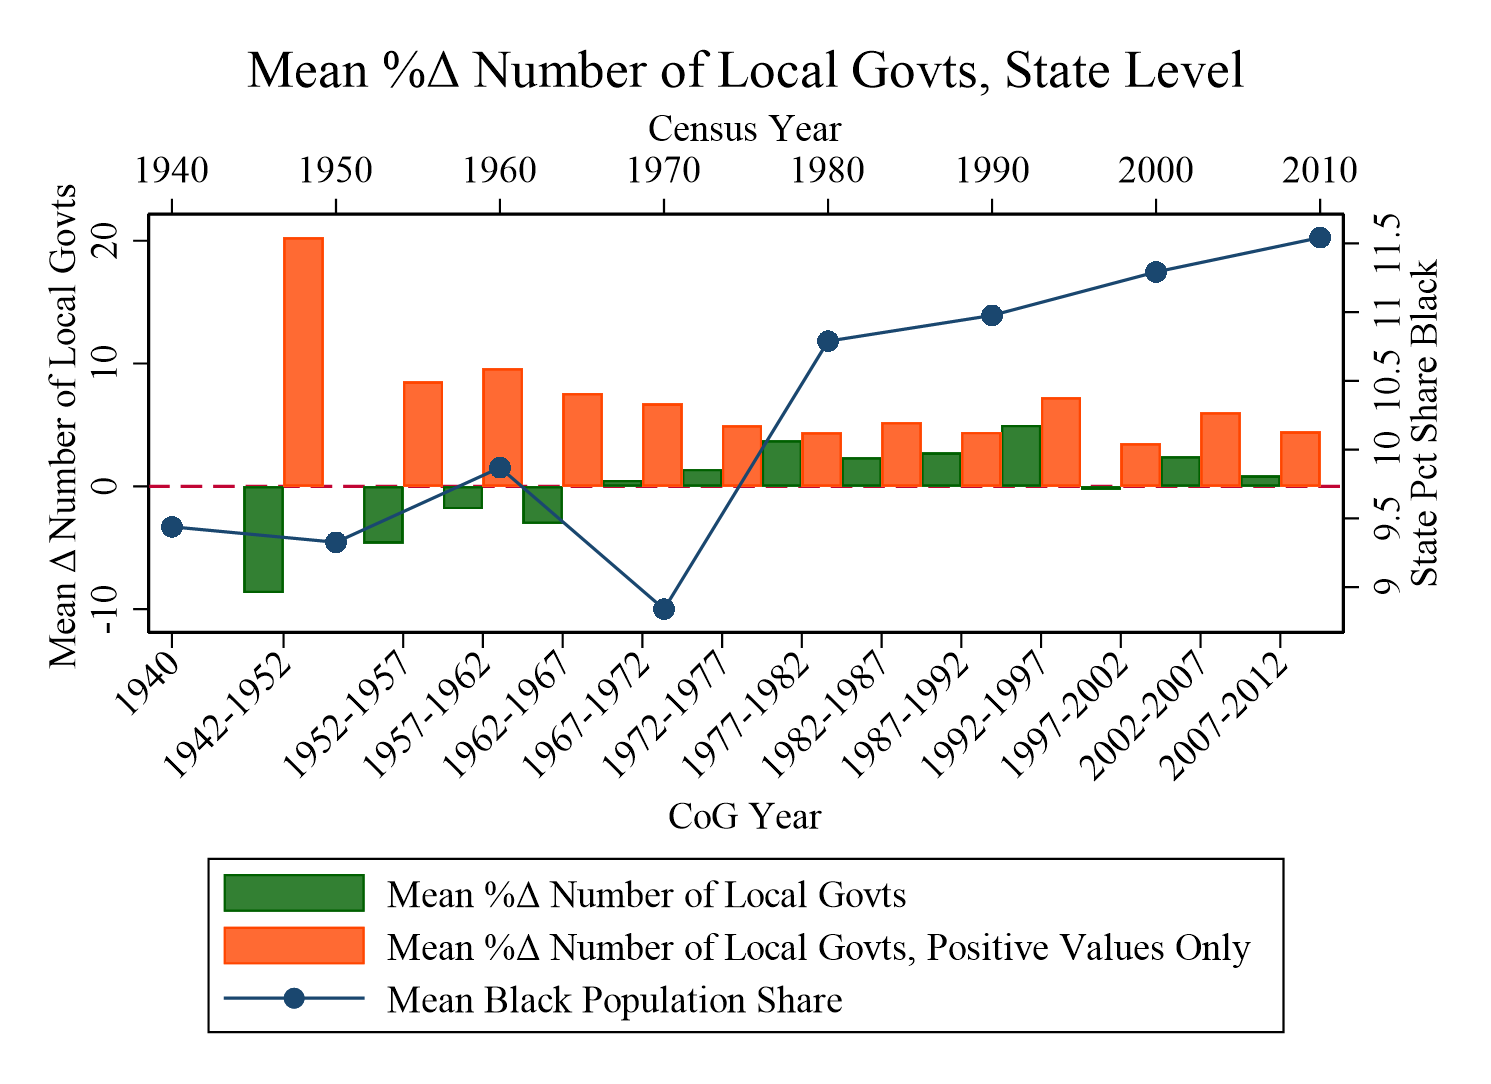 Mean %Δ Number of Local Govts, State Level
Census Year
1940 1950 1960 1970 1980 1990 2000 2010
Mean Δ Number of Local Govts
20
10
0
-10
11.5
11
10.5
10
9.5
9
State Pct Share Black
1940 1942-1952 1952-1957 1957-1962 1962-1967 1967-1972 1972-1977 1977-1982 1982-1987 1987-1992 1992-1997 1997-2002 2002-2007 2007-2012
CoG Year
Mean %Δ Number of Local Govts
Mean %Δ Number of Local Govts, Positive Values Only
Mean Black Population Share